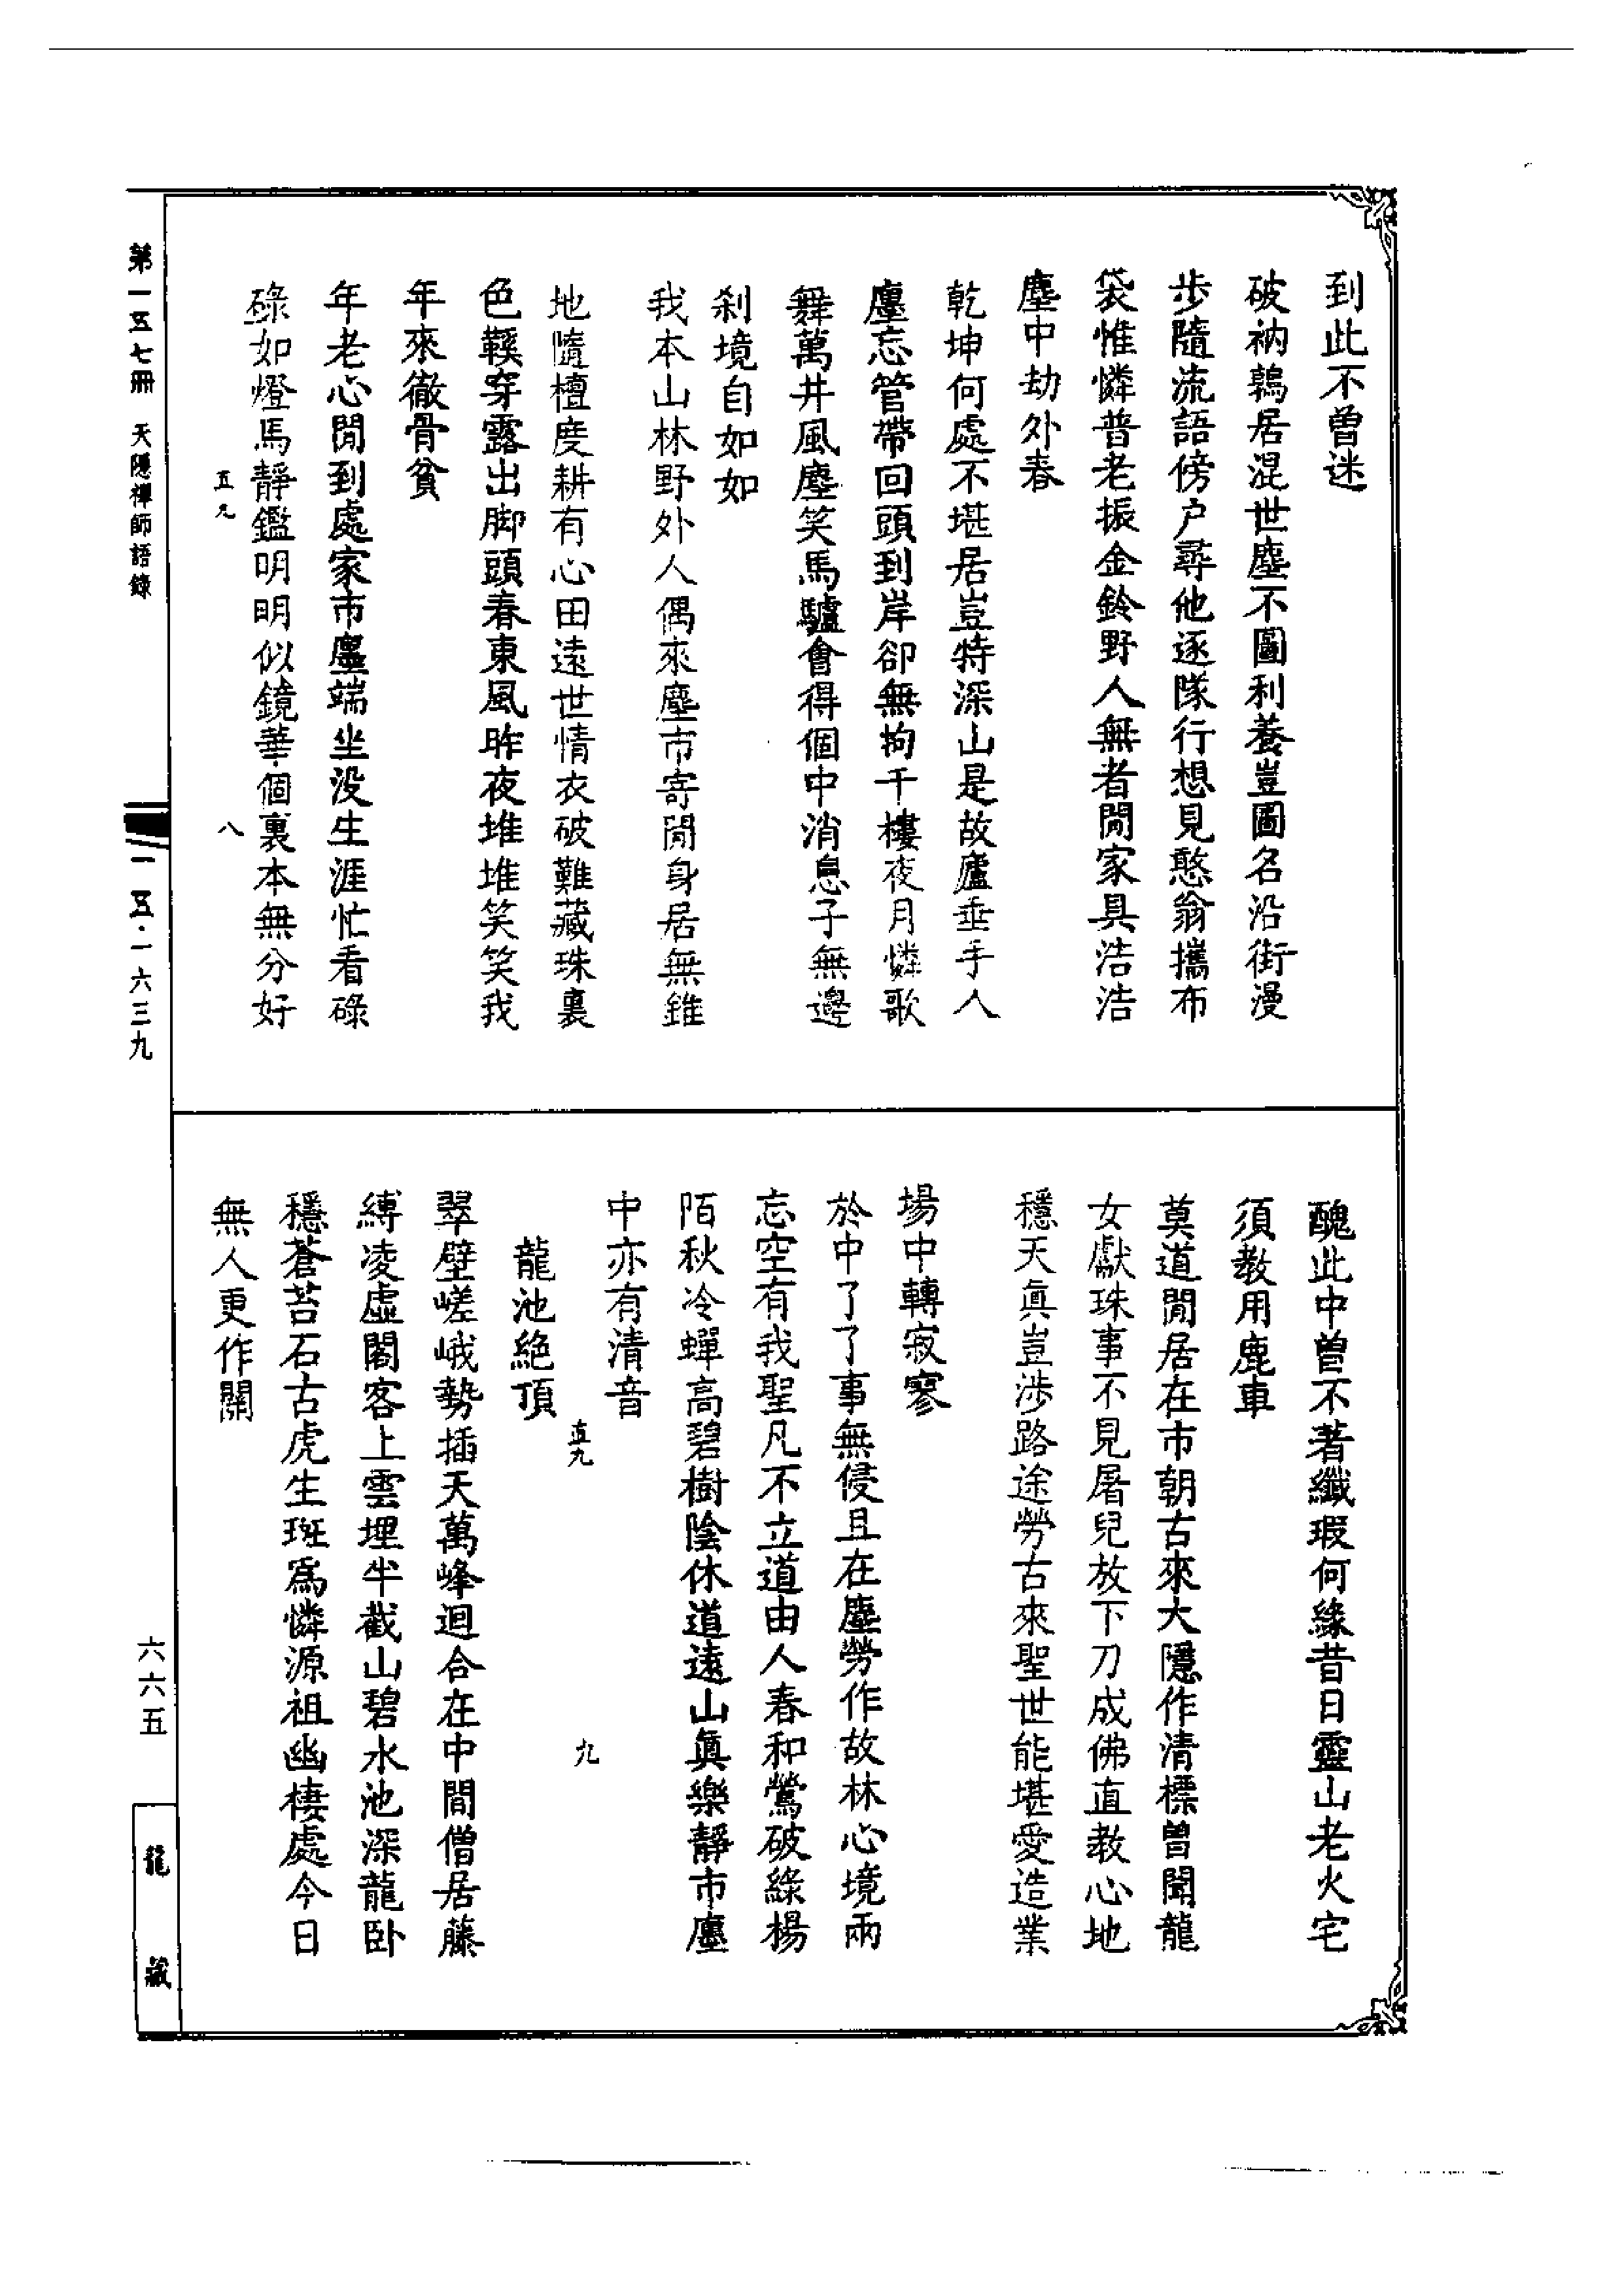 到此不曾迷
破衲鶉居混世塵不圖利養豈圖名沿街漫
步隨流語傍户尋他逐隊行想見憨翁攜布
袋惟憐普老振金鈴野人無者閒家具浩浩
塵中劫外春
乾坤何處不堪居豈特深山是故廬垂手人
廛忘管帶回頭到岸卻無拘千樓夜月憐歌
舞萬井風塵笑馬驢會得個中消息子無邊
刹境自如如
我本山林野外人偶來塵市寄閒身居無錐
地隨檀度耕有心田遠世情衣破難藏珠裏
色鞵穿露出脚頭春東風昨夜堆堆笑笑我
年來徹骨貧
年老心閒到處家市廛端坐没生涯忙看碌
碌如燈馬靜鑑明明似鏡華個裏本無分好
五九
八
醜此中曾不著纖瑕何緣昔日靈山老火宅
須教用鹿車
莫道閒居在市朝古來大隱作清標曾聞龍
女獻珠事不見屠兒放下刀成佛直教心地
穩天眞豈涉路途勞古來聖世能堪愛造業
場中轉寂寥
於中了了事無侵且在塵勞作故林心境兩
忘空有我聖凡不立道由人春和鶯破綠楊
陌秋冷蟬高碧樹陰休道遠山眞樂靜市廛
中亦有清音
直九
九
龍池絶頂
翠壁嵯峨勢插天萬峰迴合在中間僧居藤
縛凌虛閣客上雲埋半截山碧水池深龍卧
穩蒼苔石古虎生斑爲憐源祖幽棲處今日
無人更作關
第一五七冊 天隱禪師語錄
一五·一六三九
六六五
龍藏